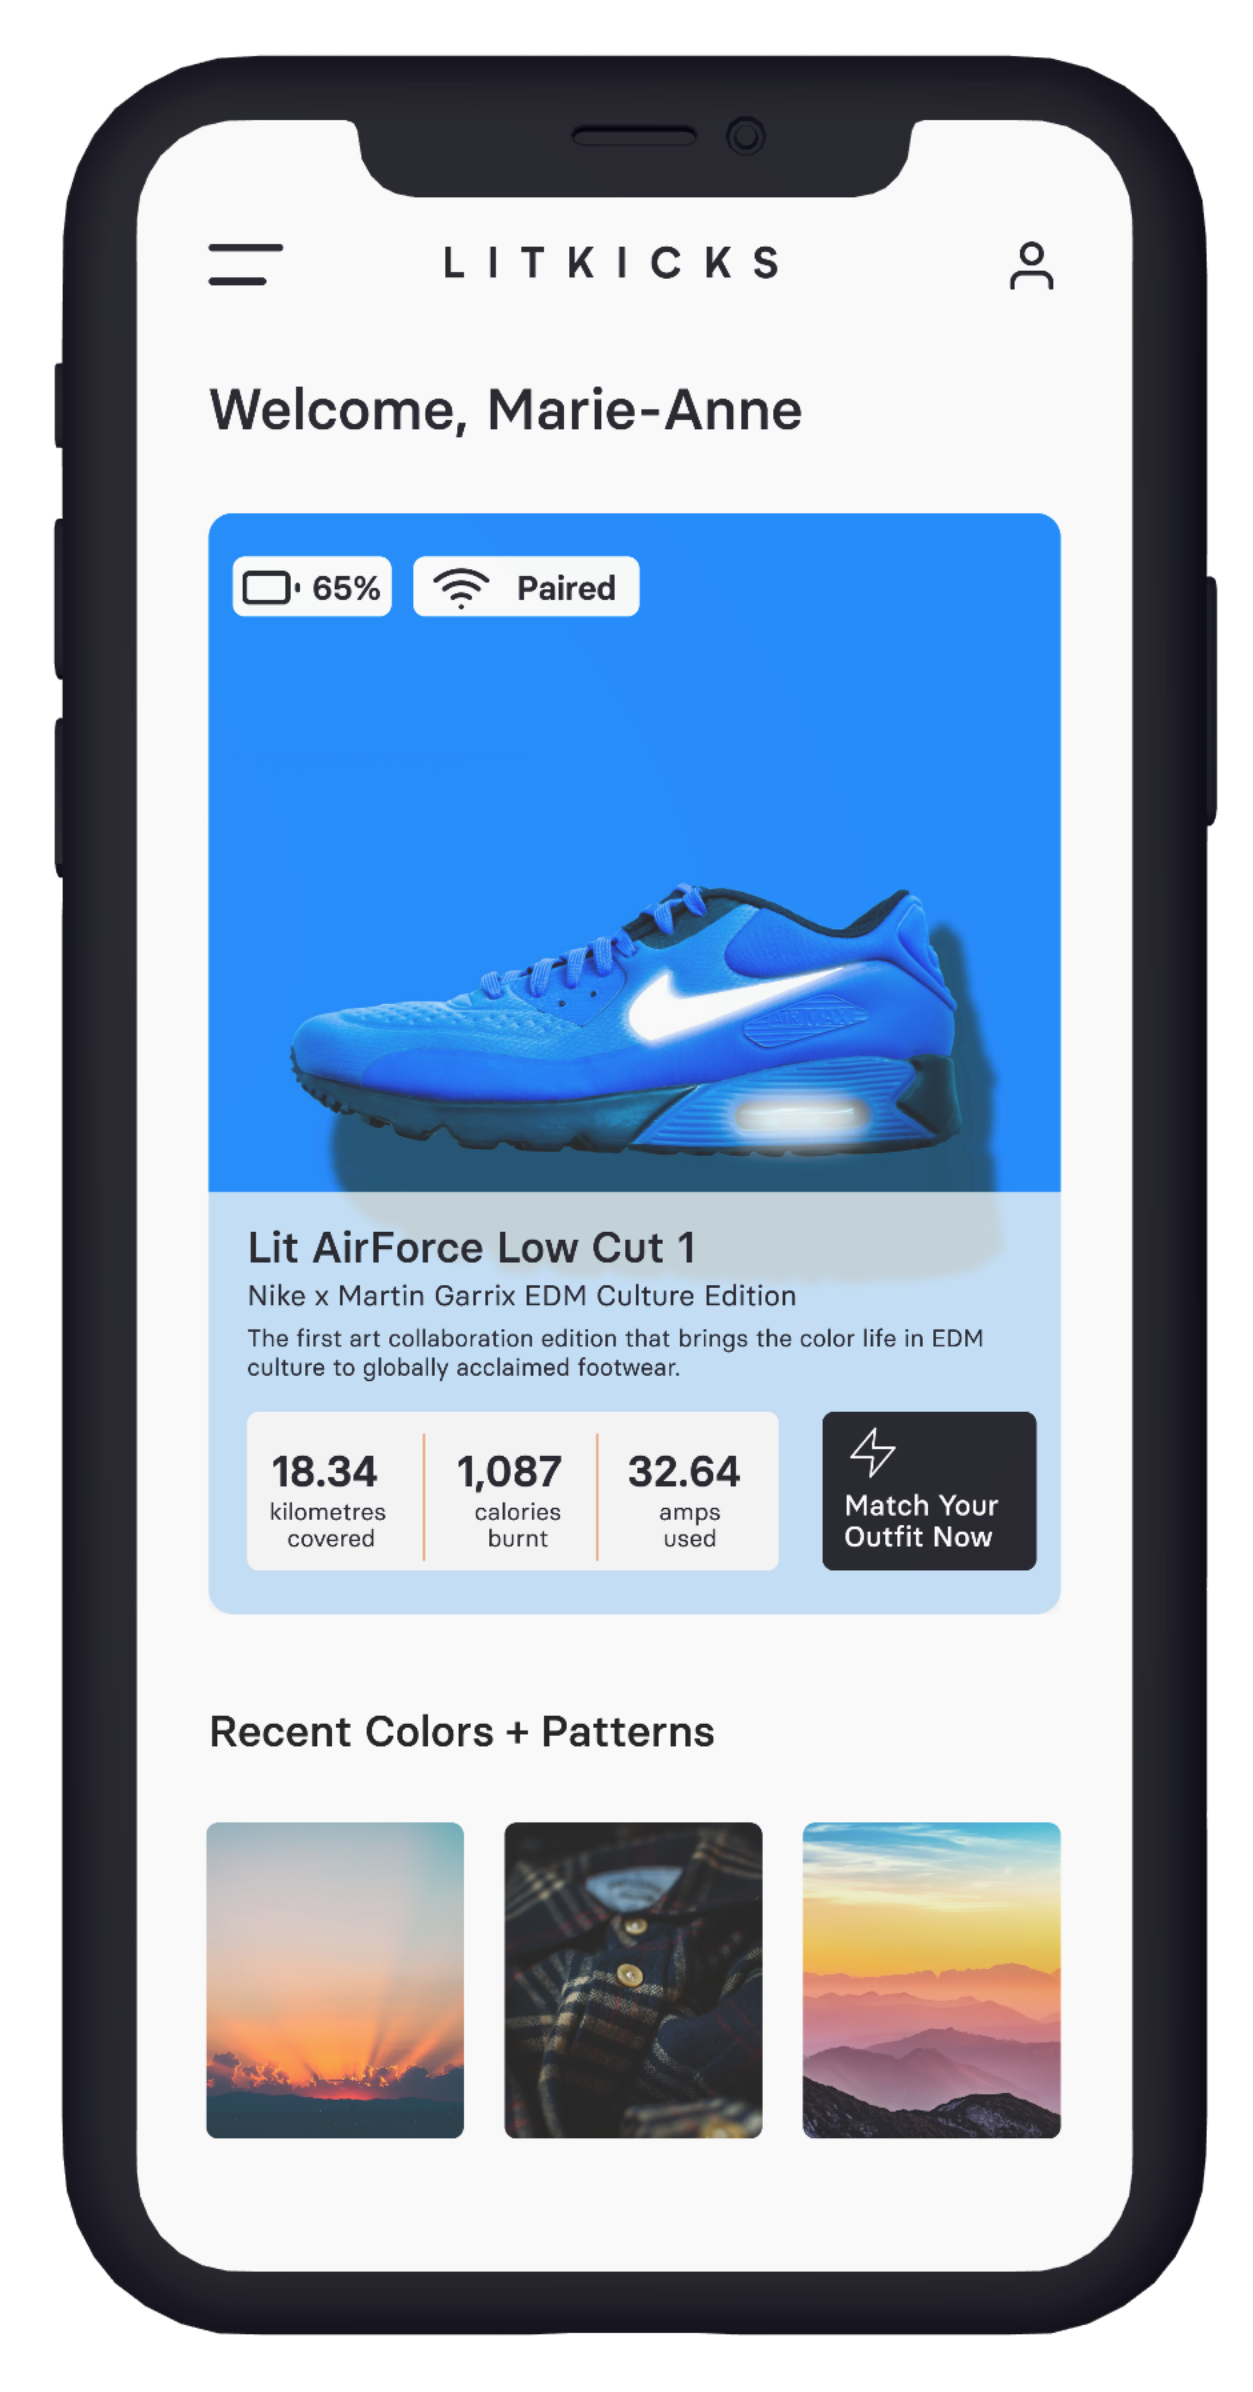 LITKICKS
Welcome, Marie-Anne
65% Paired
AIR MAX
Lit AirForce Low Cut 1
Nike x Martin Garrix EDM Culture Edition
The first art collaboration edition that brings the color life in EDM
culture to globally acclaimed footwear.
18.34 1,087 32.64
kilometres calories amps
covered burnt used
Match Your
Outfit Now
Recent Colors + Patterns